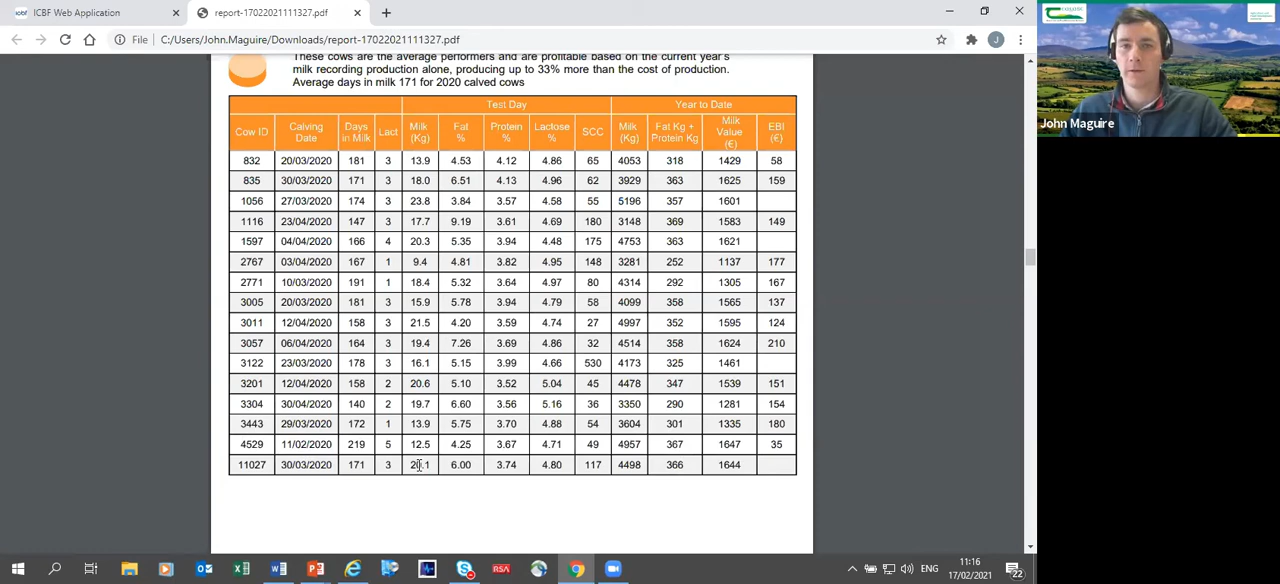 ICBF Web Application
report-17022021111327.pdf
File C:/Users/John.Maguire/Downloads/report-17022021111327.pdf
These cows are the average performers and are profitable based on the current year's
milk recording production alone, producing up to 33% more than the cost of production.
Average days in milk 171 for 2020 calved cows
Test Day Year to Date
Cow ID Calving Date Days in Milk Lact Milk (Kg) Fat % Protein % Lactose % SCC Milk (Kg) Fat Kg + Protein Kg Milk Value (€) EBI (€)
832 20/03/2020 181 3 13.9 4.53 4.12 4.86 65 4053 318 1429 58
835 30/03/2020 171 3 18.0 6.51 4.13 4.96 62 3929 363 1625 159
1056 27/03/2020 174 3 23.8 3.84 3.57 4.58 55 5196 357 1601
1116 23/04/2020 147 3 17.7 9.19 3.61 4.69 180 3148 369 1583 149
1597 04/04/2020 166 4 20.3 5.35 3.94 4.48 175 4753 363 1621
2767 03/04/2020 167 1 9.4 4.81 3.82 4.95 148 3281 252 1137 177
2771 10/03/2020 191 1 18.4 5.32 3.64 4.97 80 4314 292 1305 167
3005 20/03/2020 181 3 15.9 5.78 3.94 4.79 58 4099 358 1565 137
3011 12/04/2020 158 3 21.5 4.20 3.59 4.74 27 4997 352 1595 124
3057 06/04/2020 164 3 19.4 7.26 3.69 4.86 32 4514 358 1624 210
3122 23/03/2020 178 3 16.1 5.15 3.99 4.66 530 4173 325 1461
3201 12/04/2020 158 2 20.6 5.10 3.52 5.04 45 4478 347 1539 151
3304 30/04/2020 140 2 19.7 6.60 3.56 5.16 36 3350 290 1281 154
3443 29/03/2020 172 1 13.9 5.75 3.70 4.88 54 3604 301 1335 180
4529 11/02/2020 219 5 12.5 4.25 3.67 4.71 49 4957 367 1647 35
11027 30/03/2020 171 3 20.1 6.00 3.74 4.80 117 4498 366 1644
John Maguire
J
RSA
ENG
11:16
17/02/2021
22